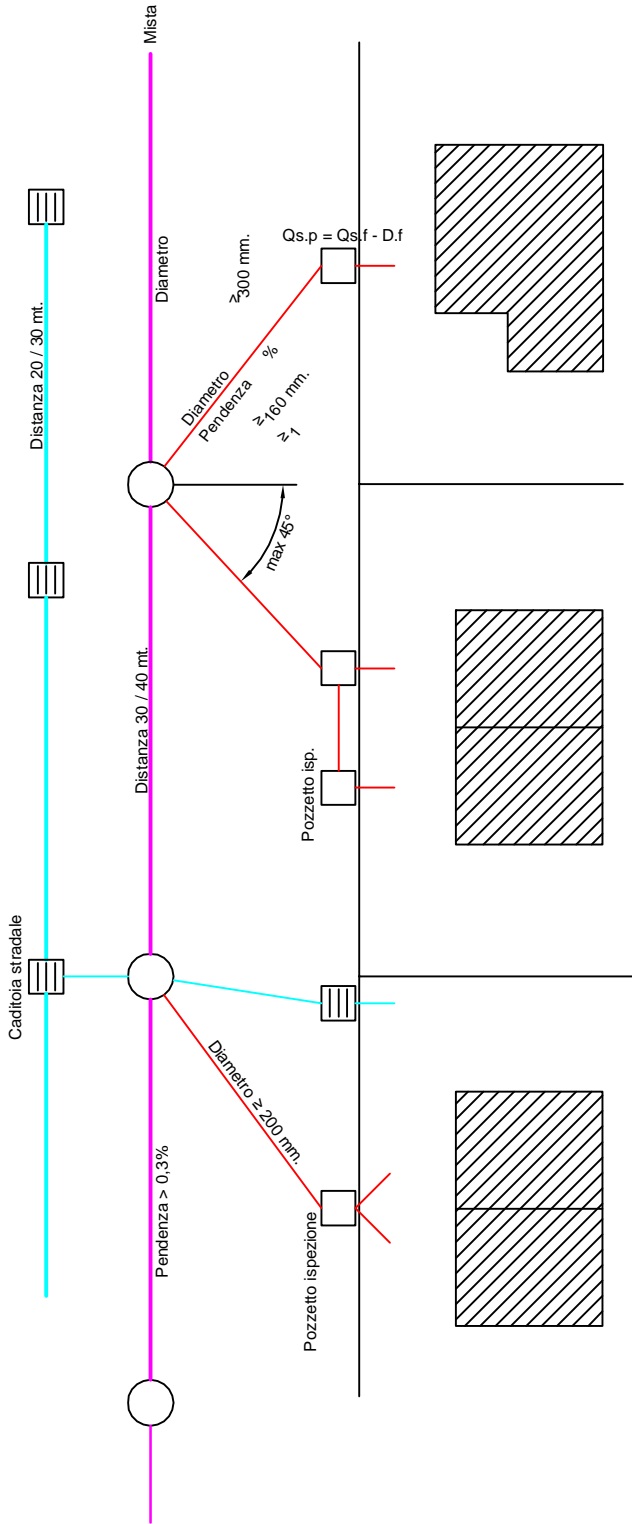 Caditoia stradale
Distanza 20 / 30 mt.
Mista
Pendenza > 0,3%
Distanza 30 / 40 mt.
Diametro
≥300 mm.
Diametro ≥ 200 mm.
Diametro
Pendenza %
≥160 mm.
≥1
max 45°
Qs.p = Qs.f - D.f
Pozzetto ispezione
Pozzetto isp.